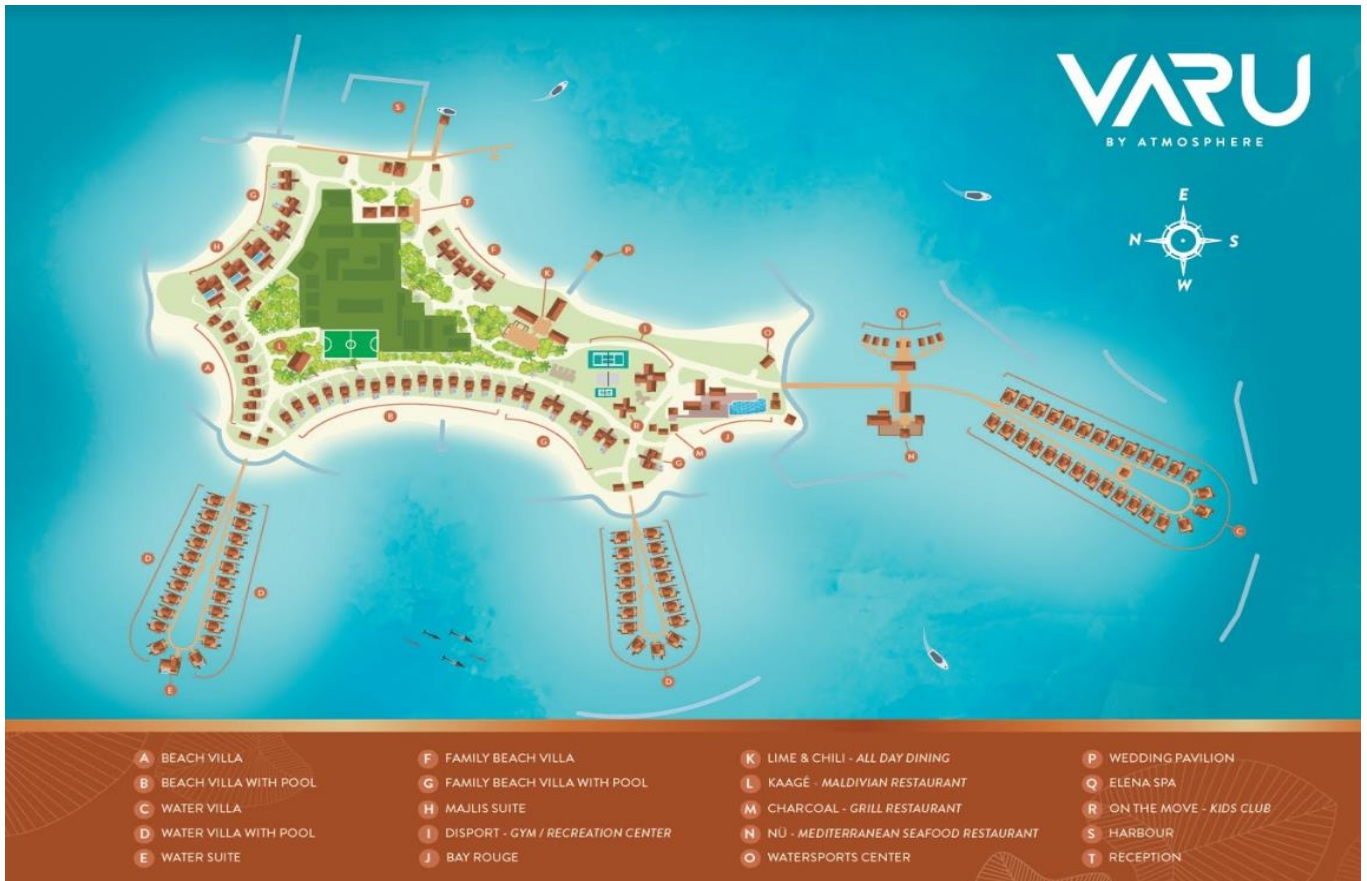 VARU
BY ATMOSPHERE
E
N S
W
S
G
T
H
F
P
K
I
L
A
O
Q
B
R
J
G
M
G
N
C
D
D
D
E
A BEACH VILLA
B BEACH VILLA WITH POOL
C WATER VILLA
D WATER VILLA WITH POOL
E WATER SUITE
F FAMILY BEACH VILLA
G FAMILY BEACH VILLA WITH POOL
H MAJLIS SUITE
I DISPORT - GYM / RECREATION CENTER
J BAY ROUGE
K LIME & CHILI - ALL DAY DINING
L KAAGÉ - MALDIVIAN RESTAURANT
M CHARCOAL - GRILL RESTAURANT
N NÜ - MEDITERRANEAN SEAFOOD RESTAURANT
O WATERSPORTS CENTER
P WEDDING PAVILION
Q ELENA SPA
R ON THE MOVE - KIDS CLUB
S HARBOUR
T RECEPTION